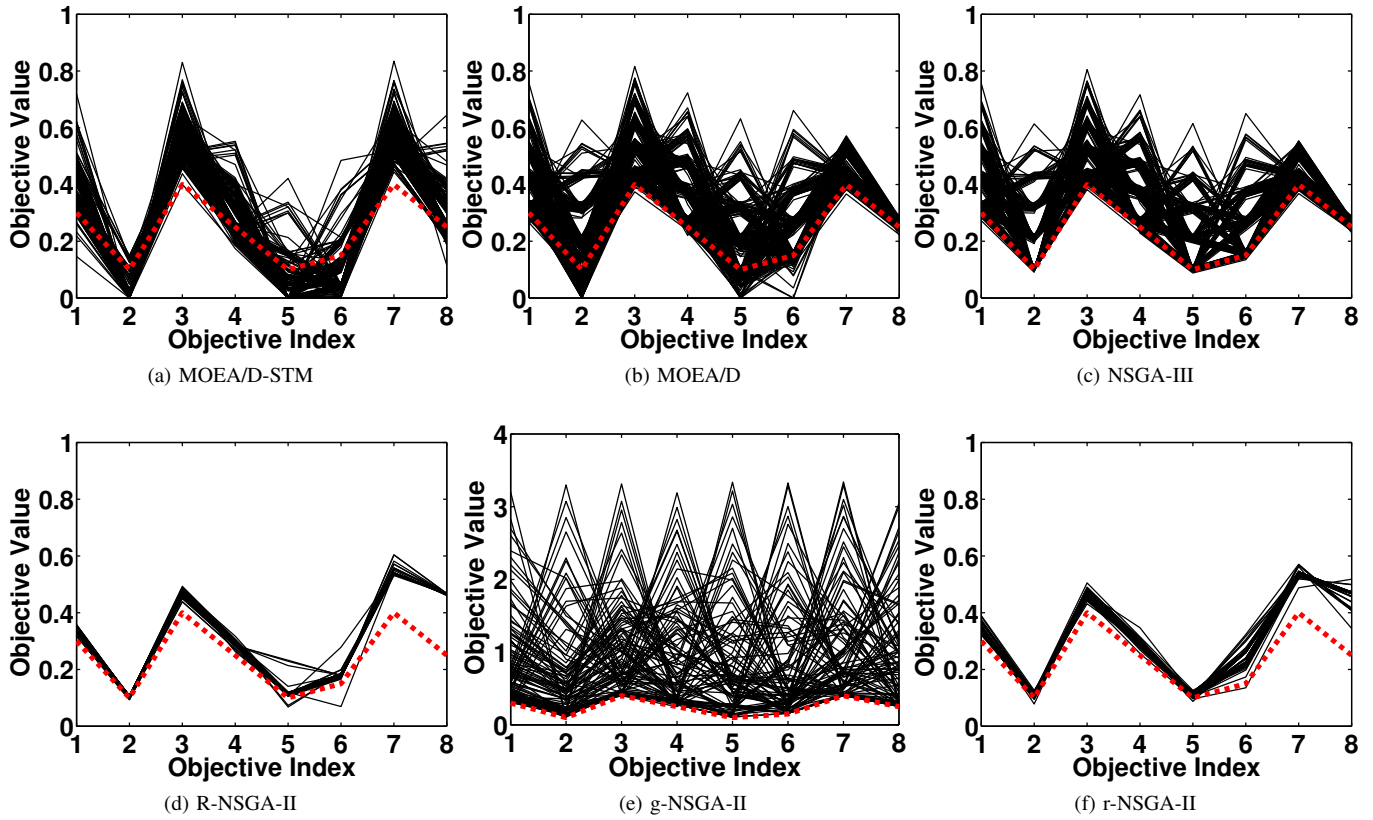 1
0.8
0.6
0.4
0.2
0
Objective Value
1 2 3 4 5 6 7 8
Objective Index
(a) MOEA/D-STM
1
0.8
0.6
0.4
0.2
0
Objective Value
1 2 3 4 5 6 7 8
Objective Index
(b) MOEA/D
1
0.8
0.6
0.4
0.2
0
Objective Value
1 2 3 4 5 6 7 8
Objective Index
(c) NSGA-III
1
0.8
0.6
0.4
0.2
0
Objective Value
1 2 3 4 5 6 7 8
Objective Index
(d) R-NSGA-II
4
3
2
1
0
Objective Value
1 2 3 4 5 6 7 8
Objective Index
(e) g-NSGA-II
1
0.8
0.6
0.4
0.2
0
Objective Value
1 2 3 4 5 6 7 8
Objective Index
(f) r-NSGA-II